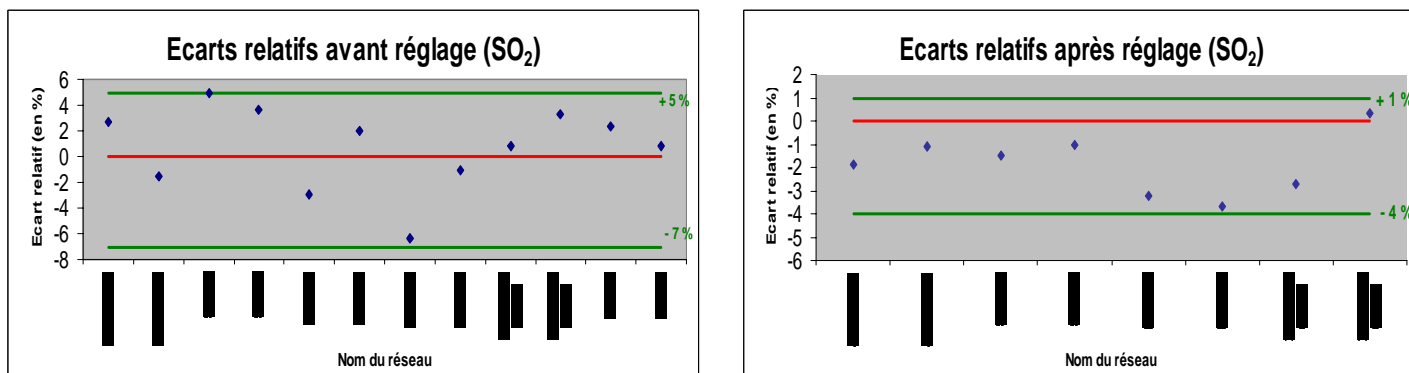 Ecarts relatifs avant réglage (SO₂)
Ecart relatif (en %)
6
4
2
0
-2
-4
-6
-8
+ 5 %
- 7 %
Nom du réseau
Ecarts relatifs après réglage (SO₂)
Ecart relatif (en %)
2
1
0
-1
-2
-3
-4
-5
-6
+ 1 %
- 4 %
Nom du réseau